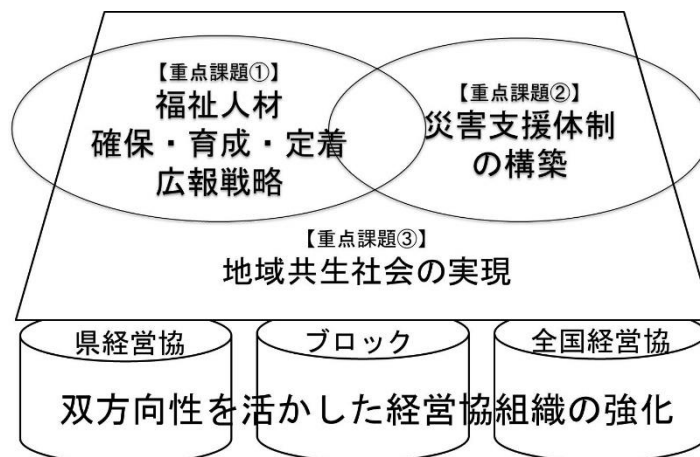 【重点課題①】
福祉人材
確保・育成・定着
広報戦略
【重点課題②】
災害支援体制
の構築
【重点課題③】
地域共生社会の実現
県経営協
ブロック
全国経営協
双方向性を活かした経営協組織の強化